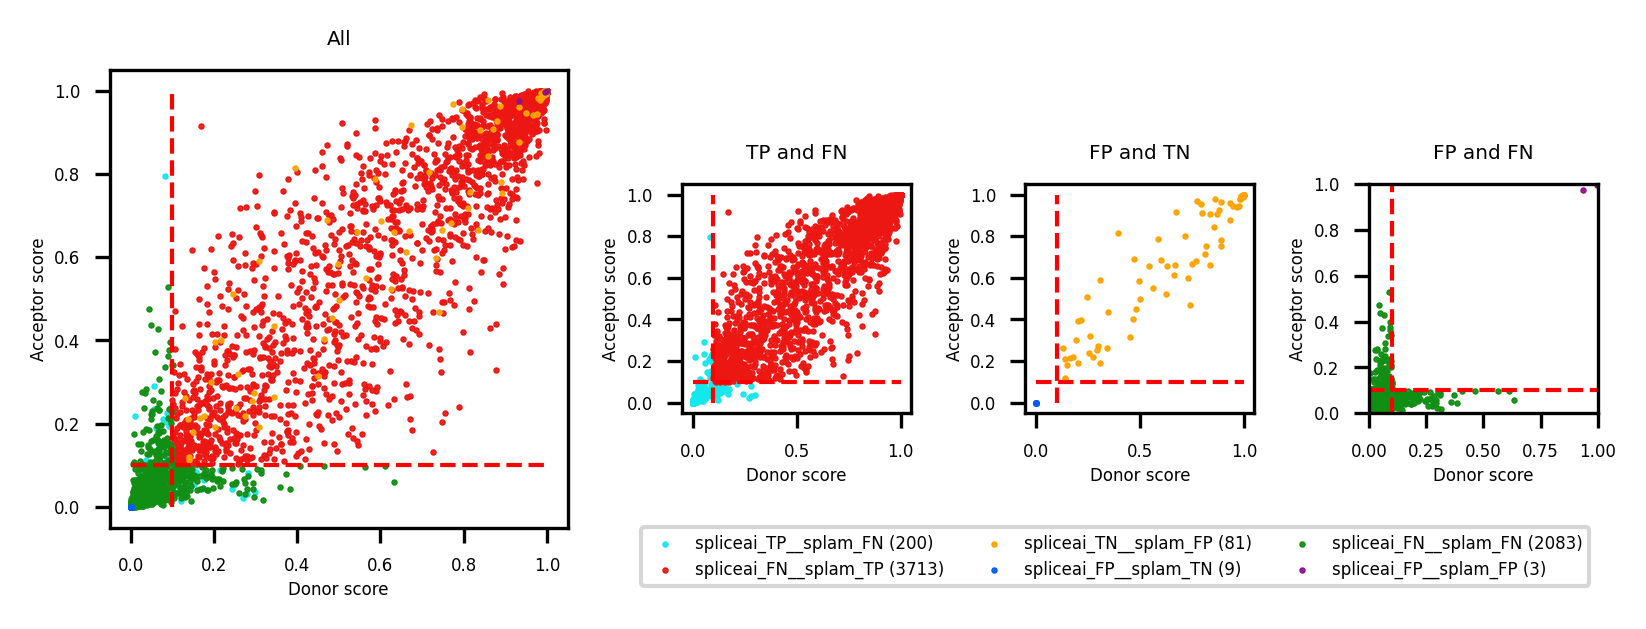 All
1.0
0.8
0.6
0.4
0.2
0.0
Acceptor score
0.0 0.2 0.4 0.6 0.8 1.0
Donor score
TP and FN
1.0
0.8
0.6
0.4
0.2
0.0
Acceptor score
0.0 0.5 1.0
Donor score
FP and TN
1.0
0.8
0.6
0.4
0.2
0.0
Acceptor score
0.0 0.5 1.0
Donor score
FP and FN
1.0
0.8
0.6
0.4
0.2
0.0
Acceptor score
0.00 0.25 0.50 0.75 1.00
Donor score
spliceai_TP__splam_FN (200)
spliceai_FN__splam_TP (3713)
spliceai_TN__splam_FP (81)
spliceai_FP__splam_TN (9)
spliceai_FN__splam_FN (2083)
spliceai_FP__splam_FP (3)